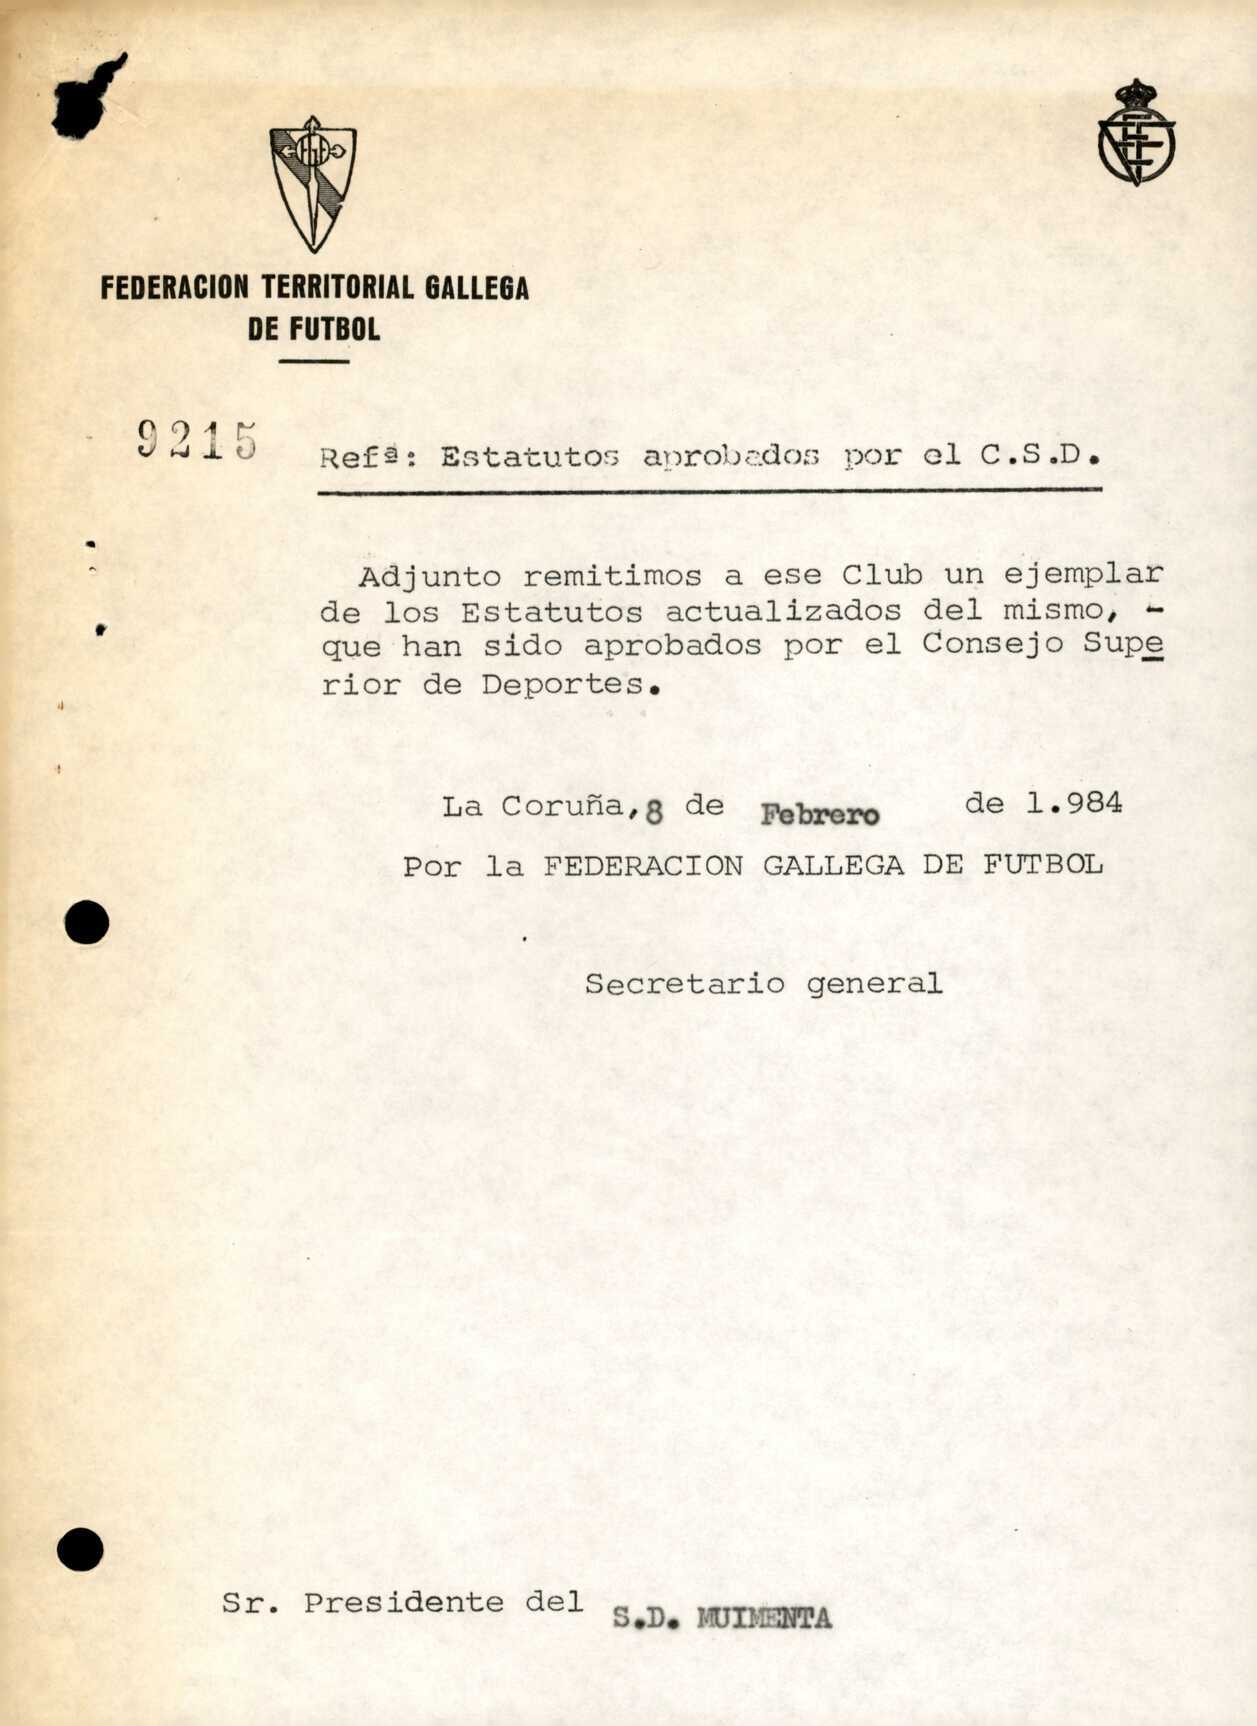 FEDERACION TERRITORIAL GALLEGA
DE FUTBOL
9215
Refª: Estatutos aprobados por el C.S.D.
Adjunto remitimos a ese Club un ejemplar
de los Estatutos actualizados del mismo, -
que han sido aprobados por el Consejo Supe
rior de Deportes.
La Coruña, 8 de Febrero de 1.984
Por la FEDERACION GALLEGA DE FUTBOL
Secretario general
Sr. Presidente del S.D. MUIMENTA